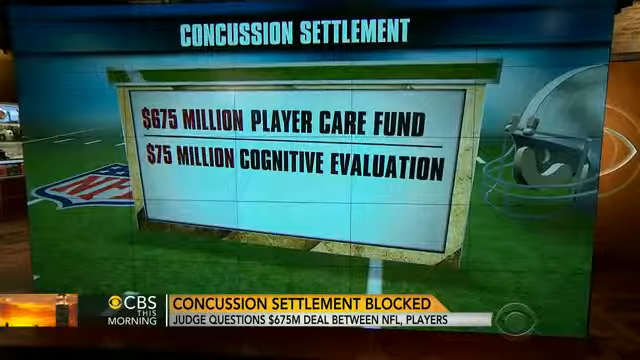 CONCUSSION SETTLEMENT
$675 MILLION PLAYER CARE FUND
$75 MILLION COGNITIVE EVALUATION
NFL
CBS
THIS
MORNING
CONCUSSION SETTLEMENT BLOCKED
JUDGE QUESTIONS $675M DEAL BETWEEN NFL, PLAYERS